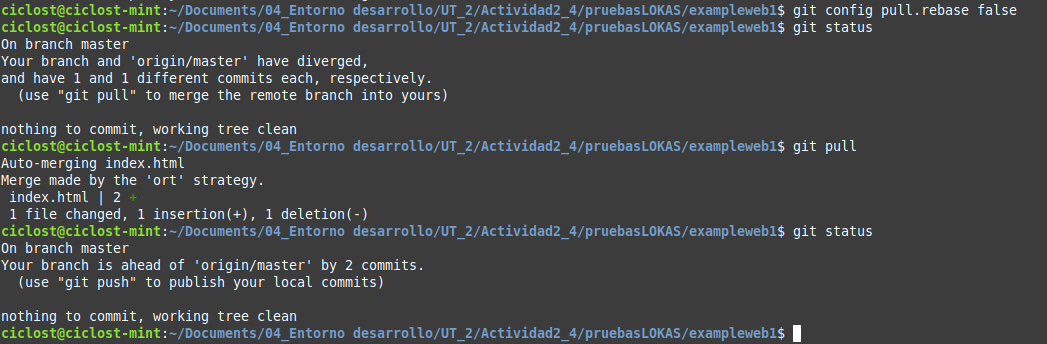 ciclost@ciclost-mint:~/Documents/04_Entorno desarrollo/UT_2/Actividad2_4/pruebasLOKAS/exampleweb1$ git config pull.rebase false
ciclost@ciclost-mint:~/Documents/04_Entorno desarrollo/UT_2/Actividad2_4/pruebasLOKAS/exampleweb1$ git status
On branch master
Your branch and 'origin/master' have diverged,
and have 1 and 1 different commits each, respectively.
  (use "git pull" to merge the remote branch into yours)

nothing to commit, working tree clean
ciclost@ciclost-mint:~/Documents/04_Entorno desarrollo/UT_2/Actividad2_4/pruebasLOKAS/exampleweb1$ git pull
Auto-merging index.html
Merge made by the 'ort' strategy.
 index.html | 2 +
 1 file changed, 1 insertion(+), 1 deletion(-)
ciclost@ciclost-mint:~/Documents/04_Entorno desarrollo/UT_2/Actividad2_4/pruebasLOKAS/exampleweb1$ git status
On branch master
Your branch is ahead of 'origin/master' by 2 commits.
  (use "git push" to publish your local commits)

nothing to commit, working tree clean
ciclost@ciclost-mint:~/Documents/04_Entorno desarrollo/UT_2/Actividad2_4/pruebasLOKAS/exampleweb1$